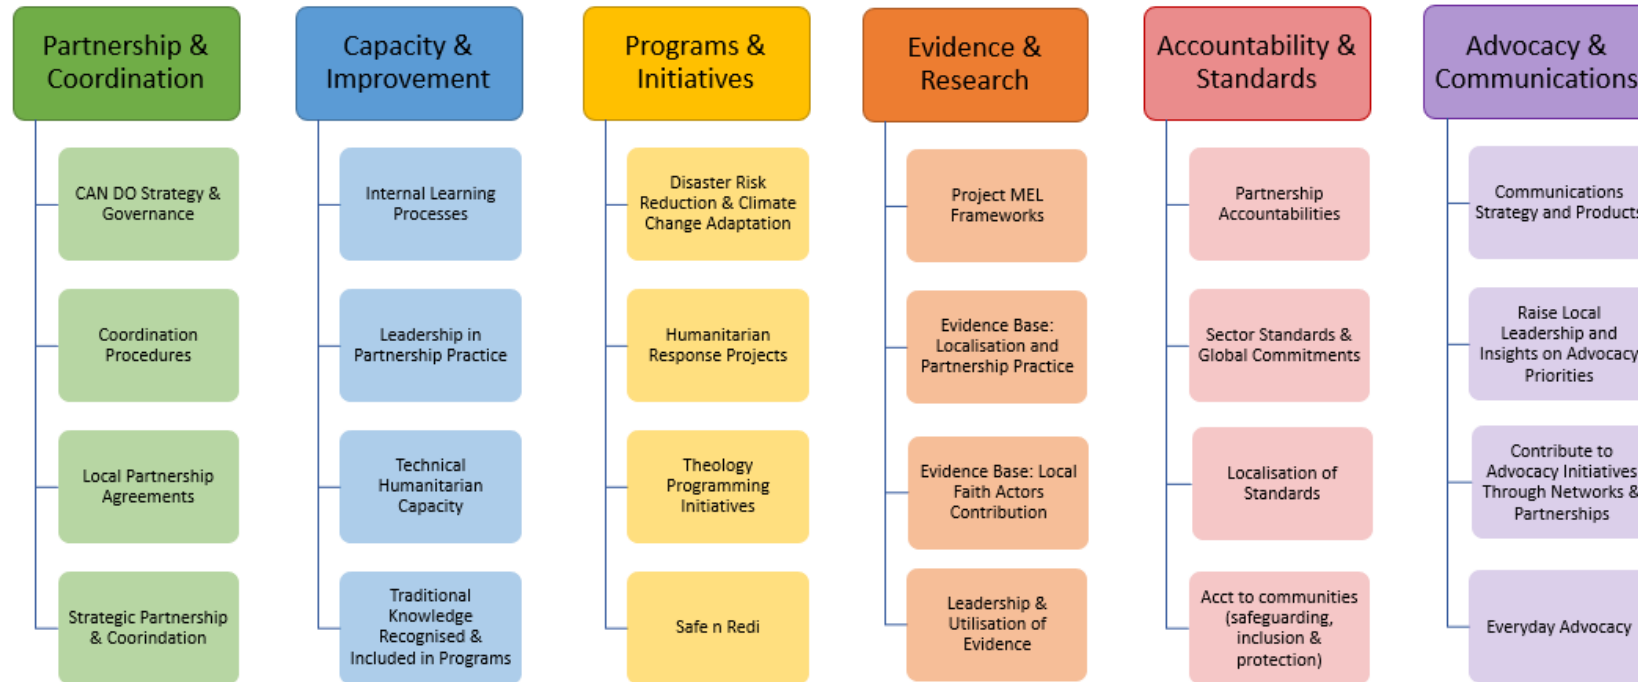 Partnership &
Coordination
CAN DO Strategy &
Governance
Coordination
Procedures
Local Partnership
Agreements
Strategic Partnership
& Coorindation
Capacity &
Improvement
Internal Learning
Processes
Leadership in
Partnership Practice
Technical
Humanitarian
Capacity
Traditional
Knowledge
Recognised &
Included in Programs
Programs &
Initiatives
Disaster Risk
Reduction & Climate
Change Adaptation
Humanitarian
Response Projects
Theology
Programming
Initiatives
Safe n Redi
Evidence &
Research
Project MEL
Frameworks
Evidence Base:
Localisation and
Partnership Practice
Evidence Base: Local
Faith Actors
Contribution
Leadership &
Utilisation of
Evidence
Accountability &
Standards
Partnership
Accountabilities
Sector Standards &
Global Commitments
Localisation of
Standards
Acct to communities
(safeguarding,
inclusion &
protection)
Advocacy &
Communications
Communications
Strategy and Products
Raise Local
Leadership and
Insights on Advocacy
Priorities
Contribute to
Advocacy Initiatives
Through Networks &
Partnerships
Everyday Advocacy